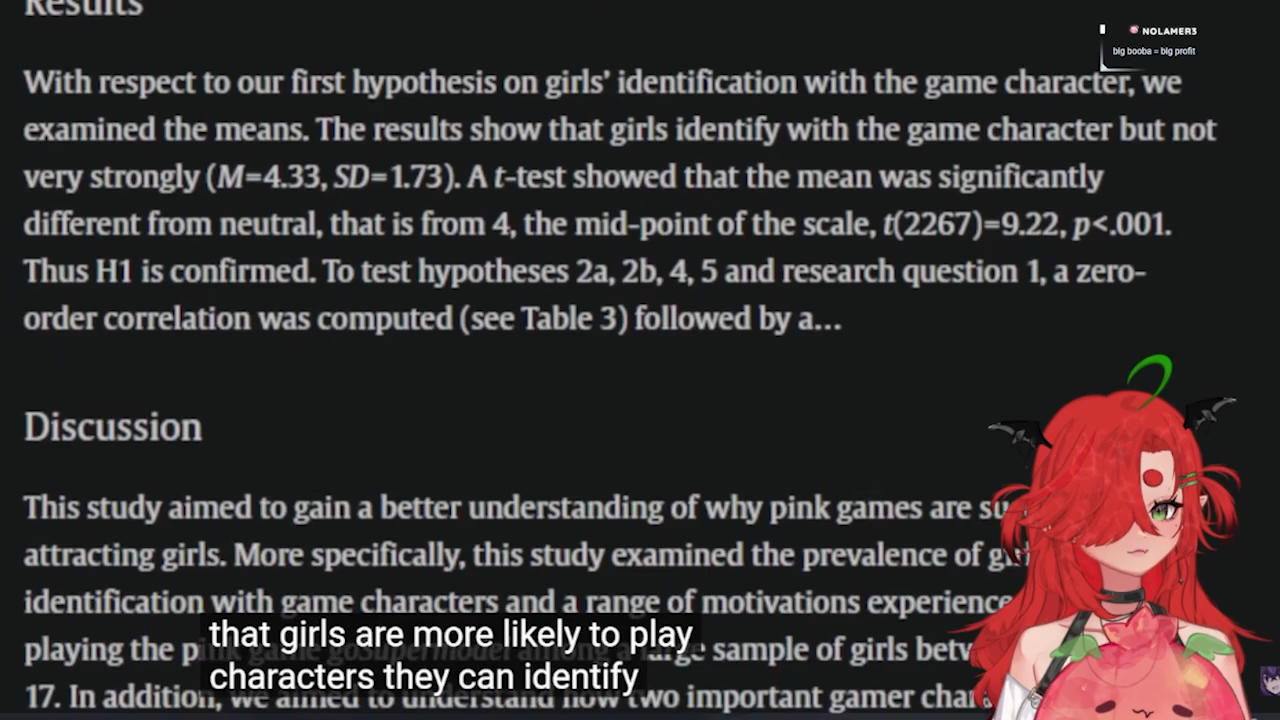 Results
NOLAMER3
big booba = big profit
With respect to our first hypothesis on girls' identification with the game character, we
examined the means. The results show that girls identify with the game character but not
very strongly (M=4.33, SD=1.73). A t-test showed that the mean was significantly
different from neutral, that is from 4, the mid-point of the scale, t(2267)=9.22, p<.001.
Thus H1 is confirmed. To test hypotheses 2a, 2b, 4, 5 and research question 1, a zero-
order correlation was computed (see Table 3) followed by a…
Discussion
This study aimed to gain a better understanding of why pink games are
attracting girls. More specifically, this study examined the prevalence of
identification with game characters and a range of motivations
that girls are more likely to play
playing the sample of girls
characters they can identify
17. In addition, we aimed to understand how two important gamer